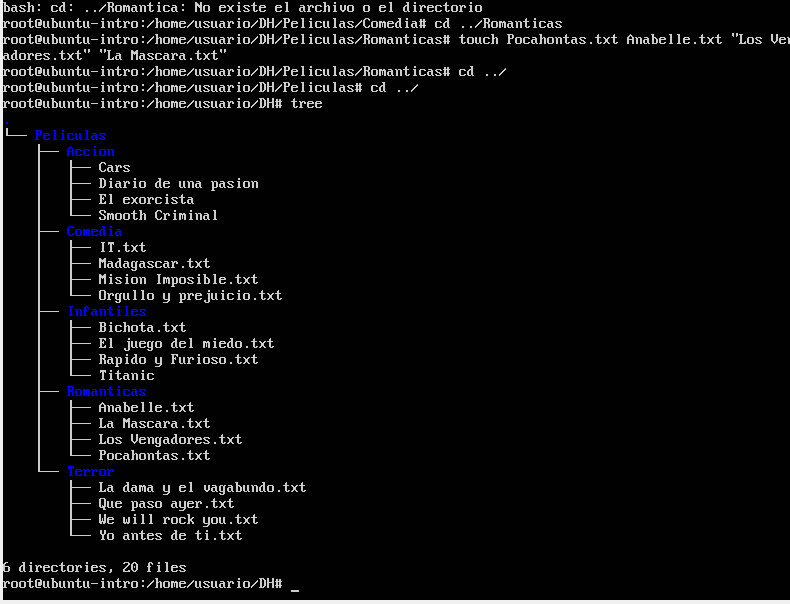 bash: cd: ../Romantica: No existe el archivo o el directorio
root@ubuntu-intro:/home/usuario/DH/Peliculas/Comedia# cd ../Romanticas
root@ubuntu-intro:/home/usuario/DH/Peliculas/Romanticas# touch Pocahontas.txt Anabelle.txt "Los Ven
adores.txt" "La Mascara.txt"
root@ubuntu-intro:/home/usuario/DH/Peliculas/Romanticas# cd ../
root@ubuntu-intro:/home/usuario/DH/Peliculas# cd ../
root@ubuntu-intro:/home/usuario/DH# tree
.
└── Peliculas
    ├── Accion
    │   ├── Cars
    │   ├── Diario de una pasion
    │   ├── El exorcista
    │   └── Smooth Criminal
    ├── Comedia
    │   ├── IT.txt
    │   ├── Madagascar.txt
    │   ├── Mision Imposible.txt
    │   └── Orgullo y prejuicio.txt
    ├── Infantiles
    │   ├── Bichota.txt
    │   ├── El juego del miedo.txt
    │   ├── Rapido y Furioso.txt
    │   └── Titanic
    ├── Romanticas
    │   ├── Anabelle.txt
    │   ├── La Mascara.txt
    │   ├── Los Vengadores.txt
    │   └── Pocahontas.txt
    └── Terror
        ├── La dama y el vagabundo.txt
        ├── Que paso ayer.txt
        ├── We will rock you.txt
        └── Yo antes de ti.txt
6 directories, 20 files
root@ubuntu-intro:/home/usuario/DH# _